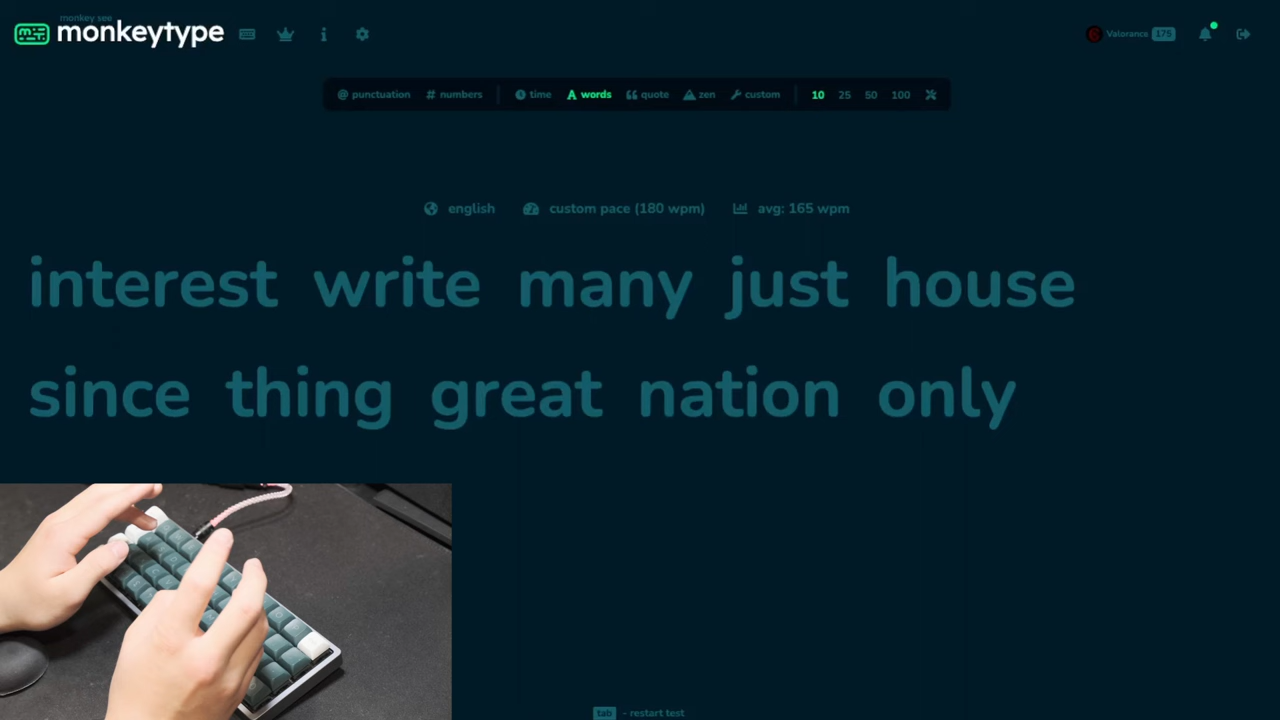 monkey see
monkeytype
Valorance 175
@ punctuation # numbers time words quote zen custom 10 25 50 100
english custom pace (180 wpm) avg: 165 wpm
interest write many just house
since thing great nation only
tab - restart test